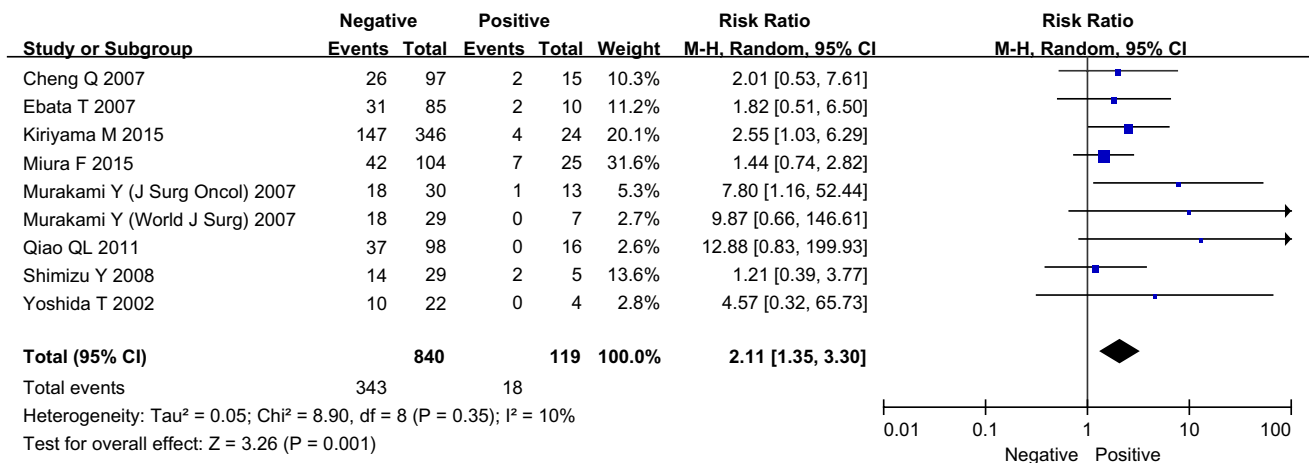 Negative Positive Risk Ratio Risk Ratio
Study or Subgroup Events Total Events Total Weight M-H, Random, 95% CI M-H, Random, 95% CI
Cheng Q 2007 26 97 2 15 10.3% 2.01 [0.53, 7.61]
Ebata T 2007 31 85 2 10 11.2% 1.82 [0.51, 6.50]
Kiriyama M 2015 147 346 4 24 20.1% 2.55 [1.03, 6.29]
Miura F 2015 42 104 7 25 31.6% 1.44 [0.74, 2.82]
Murakami Y (J Surg Oncol) 2007 18 30 1 13 5.3% 7.80 [1.16, 52.44]
Murakami Y (World J Surg) 2007 18 29 0 7 2.7% 9.87 [0.66, 146.61]
Qiao QL 2011 37 98 0 16 2.6% 12.88 [0.83, 199.93]
Shimizu Y 2008 14 29 2 5 13.6% 1.21 [0.39, 3.77]
Yoshida T 2002 10 22 0 4 2.8% 4.57 [0.32, 65.73]
Total (95% CI) 840 119 100.0% 2.11 [1.35, 3.30]
Total events 343 18
Heterogeneity: Tau² = 0.05; Chi² = 8.90, df = 8 (P = 0.35); I² = 10%
Test for overall effect: Z = 3.26 (P = 0.001)
0.01 0.1 1 10 100
Negative Positive